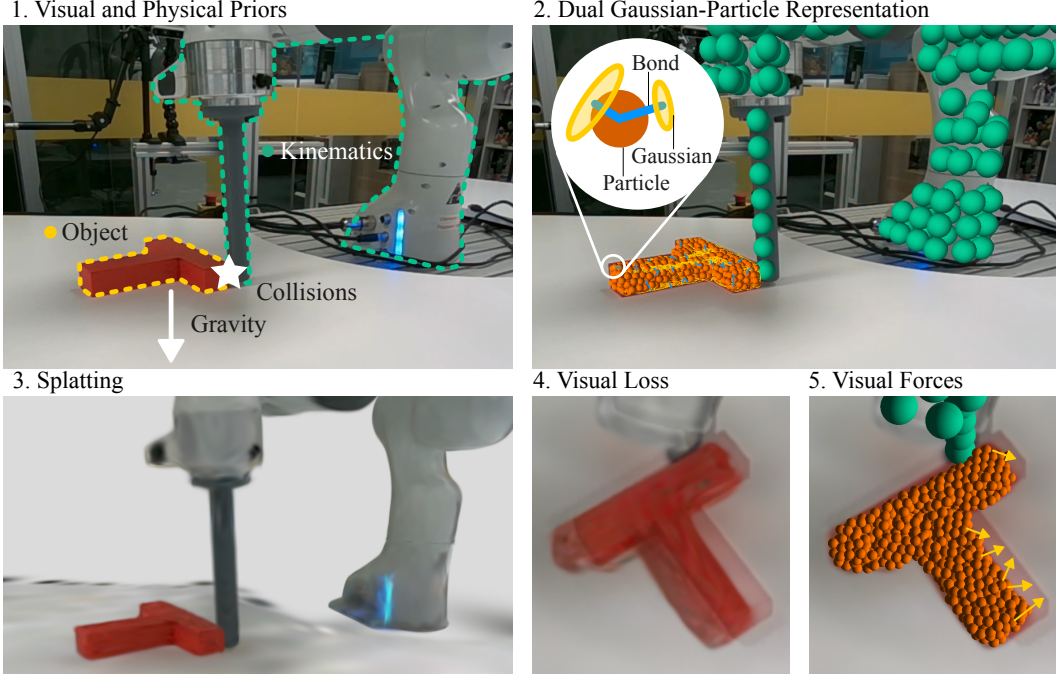 1. Visual and Physical Priors
2. Dual Gaussian-Particle Representation
Kinematics
Object
Collisions
Gravity
Bond
Gaussian
Particle
3. Splatting
4. Visual Loss
5. Visual Forces